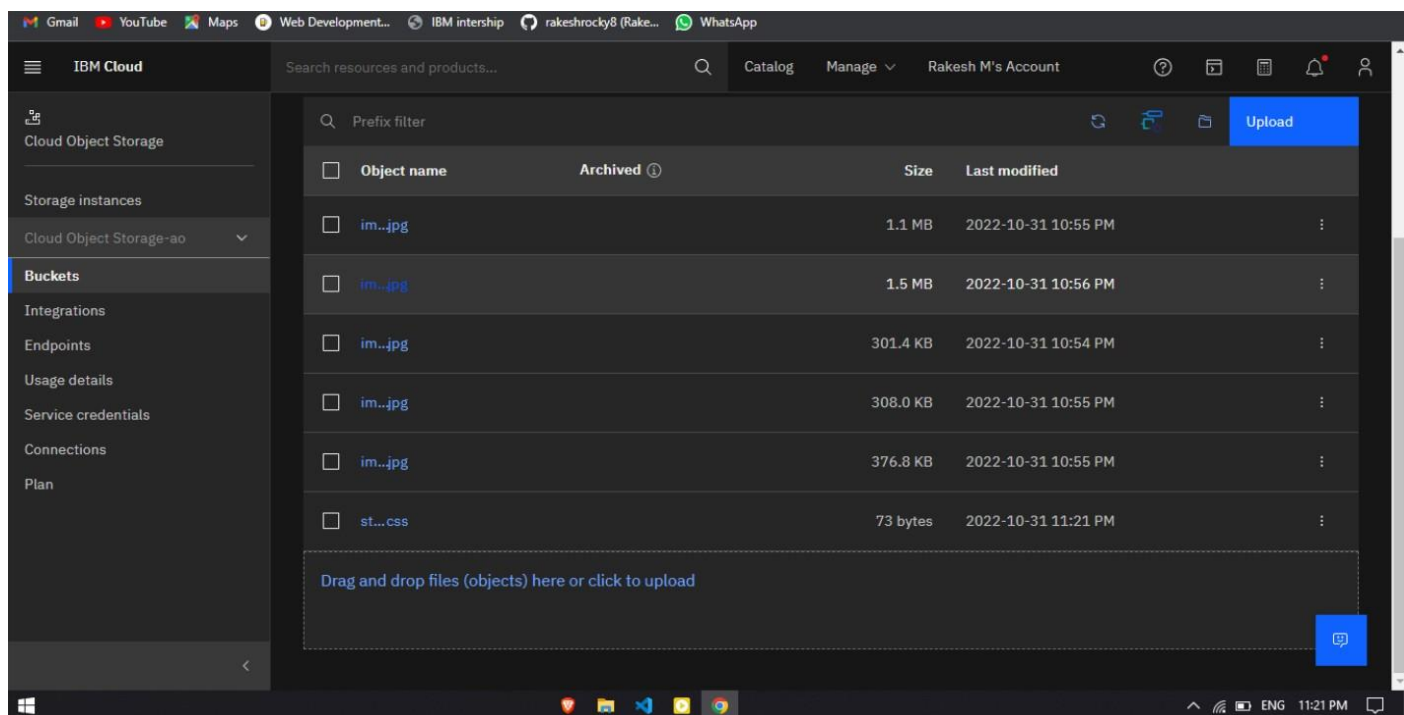 Gmail YouTube Maps Web Development... IBM intership rakeshrocky8 (Rake... WhatsApp
IBM Cloud Search resources and products... Catalog Manage Rakesh M's Account
Cloud Object Storage
Storage instances
Cloud Object Storage-ao
Buckets
Integrations
Endpoints
Usage details
Service credentials
Connections
Plan
Prefix filter Upload
Object name Archived Size Last modified
im...jpg 1.1 MB 2022-10-31 10:55 PM
im...jpg 1.5 MB 2022-10-31 10:56 PM
im...jpg 301.4 KB 2022-10-31 10:54 PM
im...jpg 308.0 KB 2022-10-31 10:55 PM
im...jpg 376.8 KB 2022-10-31 10:55 PM
st...css 73 bytes 2022-10-31 11:21 PM
Drag and drop files (objects) here or click to upload
ENG 11:21 PM